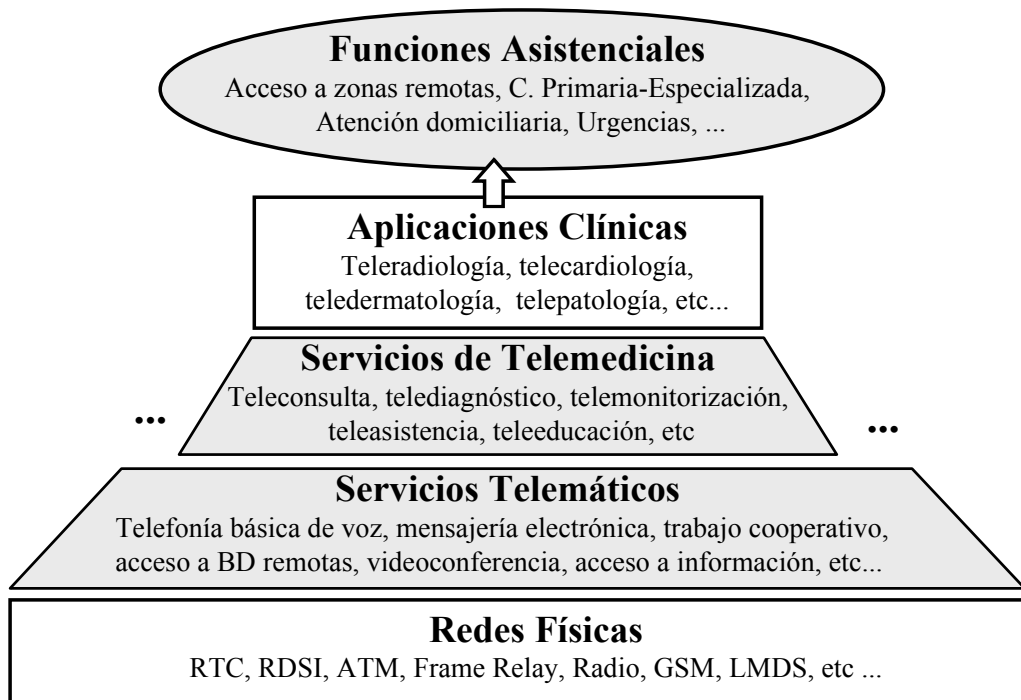 Funciones Asistenciales
Acceso a zonas remotas, C. Primaria-Especializada,
Atención domiciliaria, Urgencias, ...
Aplicaciones Clínicas
Teleradiología, telecardiología,
teledermatología, telepatología, etc...
Servicios de Telemedicina
Teleconsulta, telediagnóstico, telemonitorización,
teleasistencia, teleeducación, etc
... ...
Servicios Telemáticos
Telefonía básica de voz, mensajería electrónica, trabajo cooperativo,
acceso a BD remotas, videoconferencia, acceso a información, etc...
Redes Físicas
RTC, RDSI, ATM, Frame Relay, Radio, GSM, LMDS, etc ...